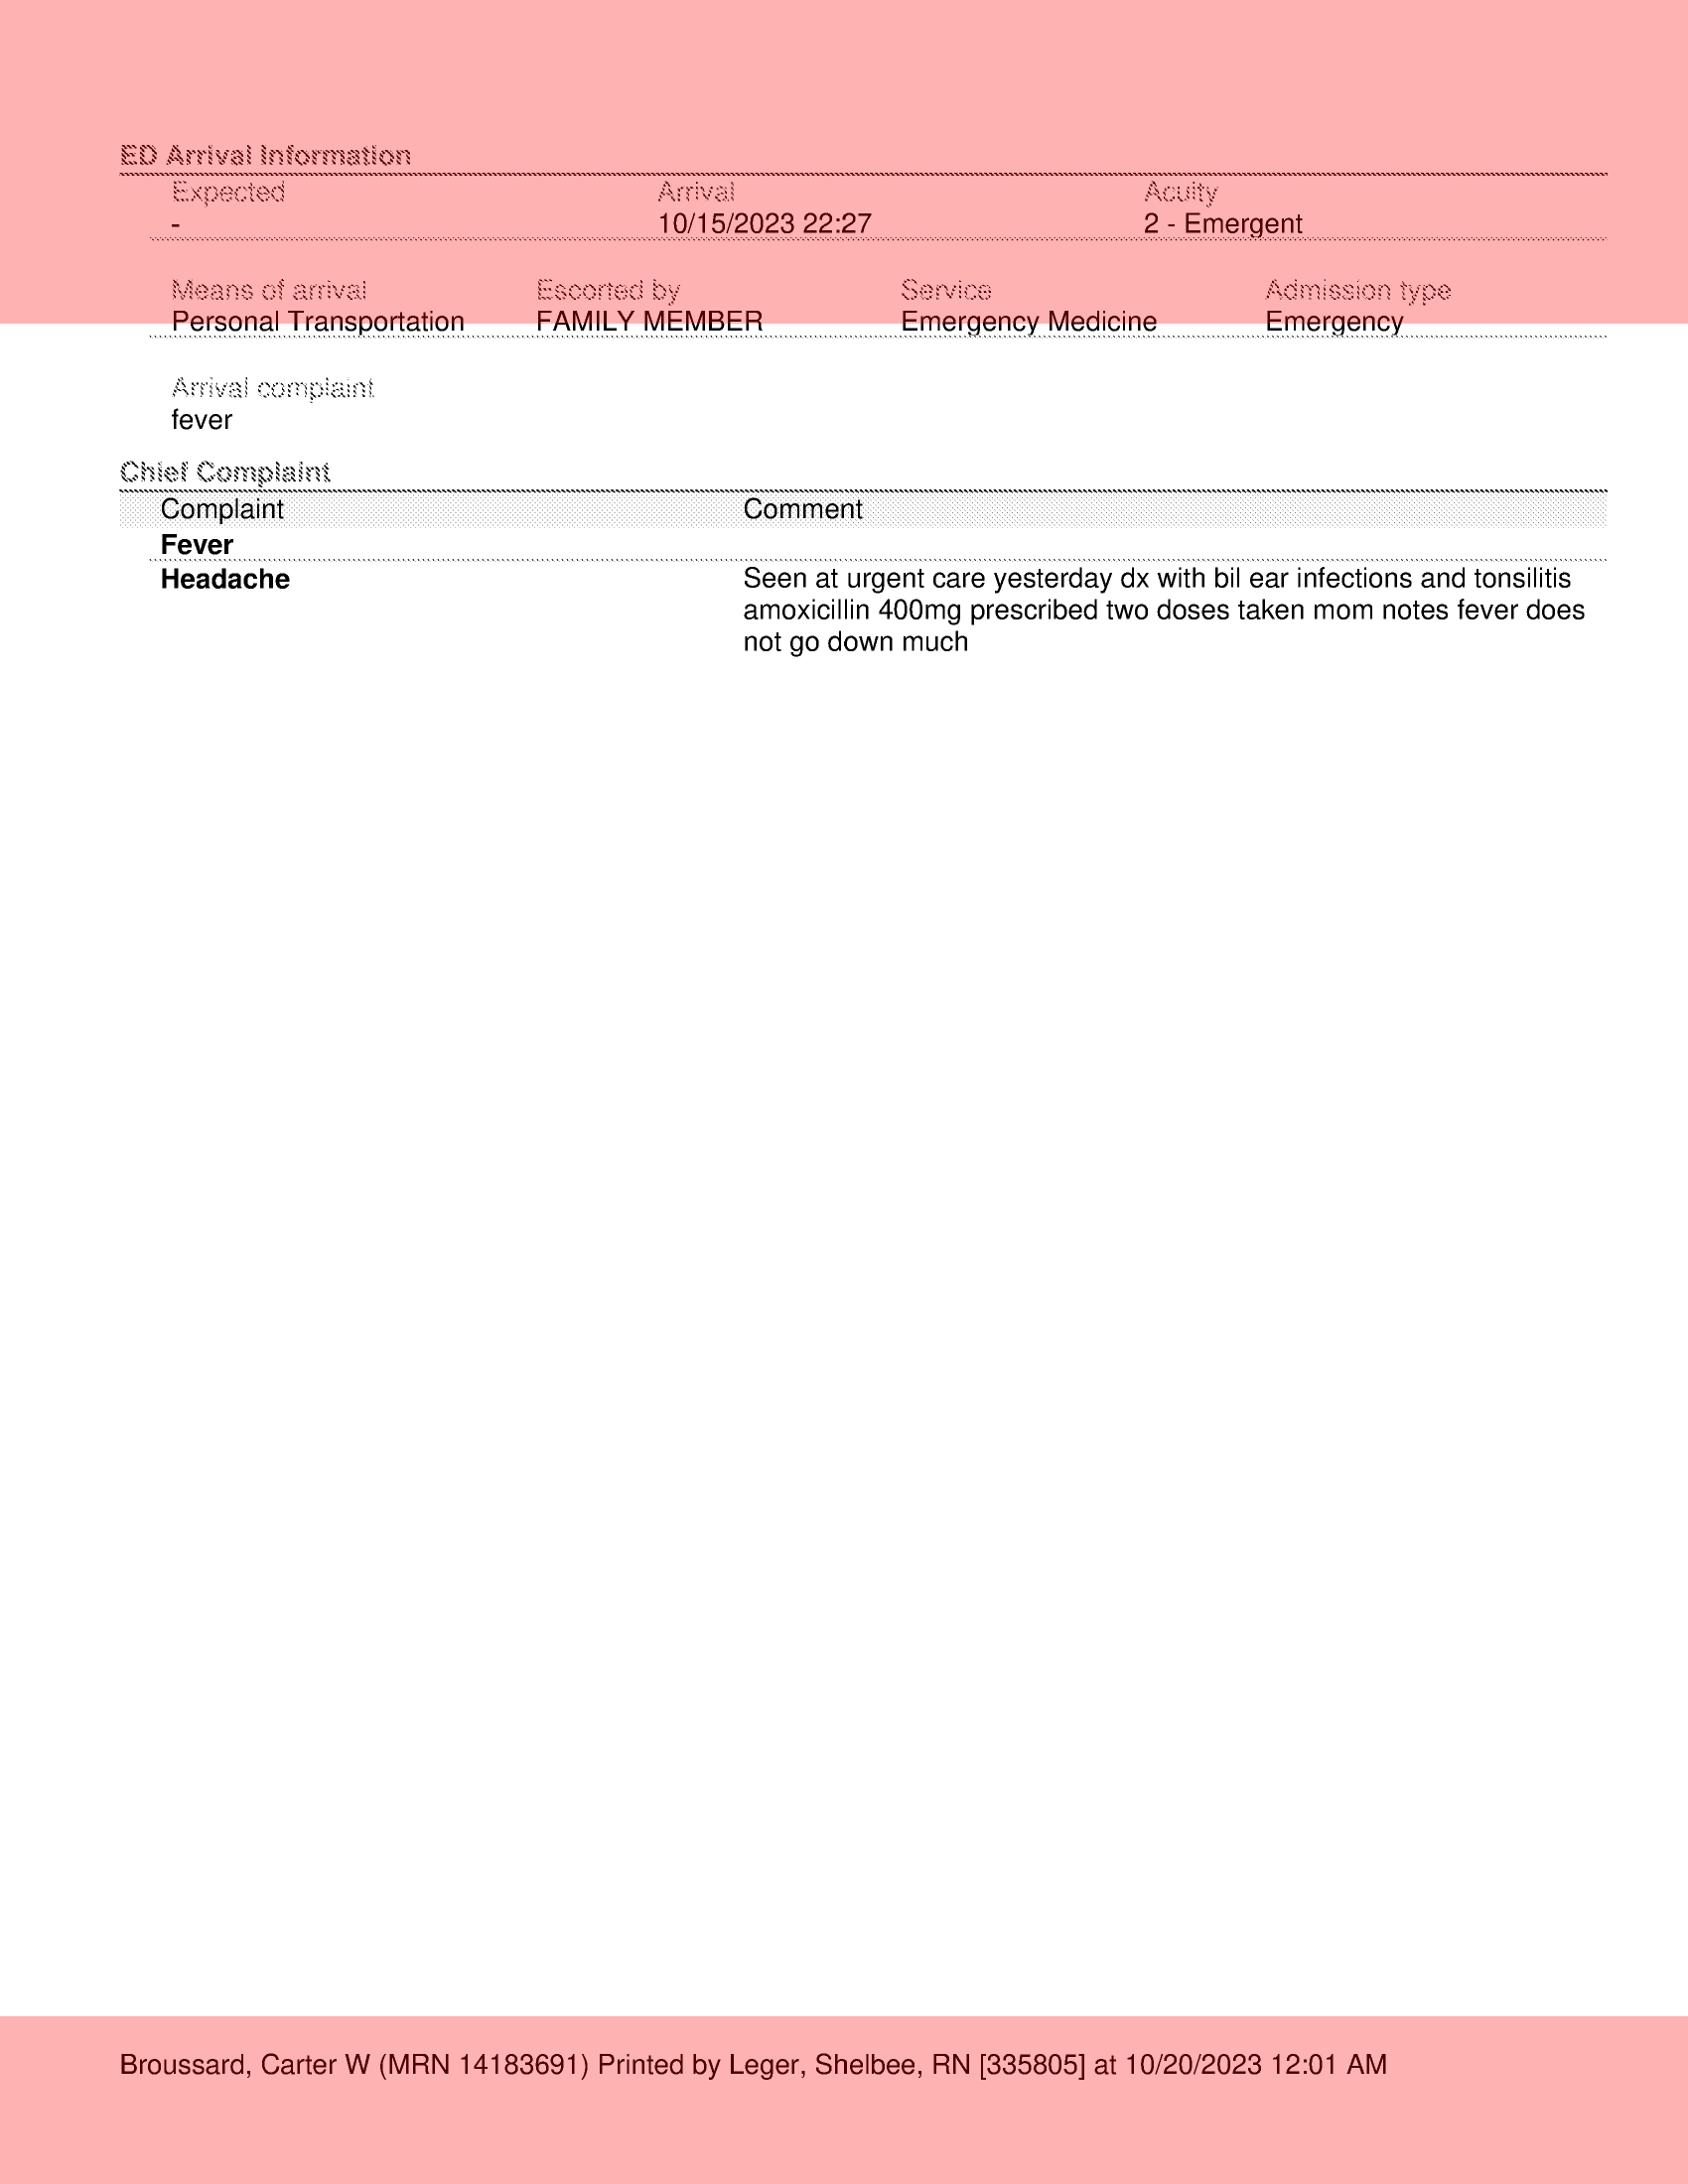 ED Arrival Information
Expected Arrival Acuity
- 10/15/2023 22:27 2 - Emergent
Means of arrival Escorted by Service Admission type
Personal Transportation FAMILY MEMBER Emergency Medicine Emergency
Arrival complaint
fever
Chief Complaint
Complaint Comment
Fever
Headache Seen at urgent care yesterday dx with bil ear infections and tonsilitis
amoxicillin 400mg prescribed two doses taken mom notes fever does
not go down much
Broussard, Carter W (MRN 14183691) Printed by Leger, Shelbee, RN [335805] at 10/20/2023 12:01 AM